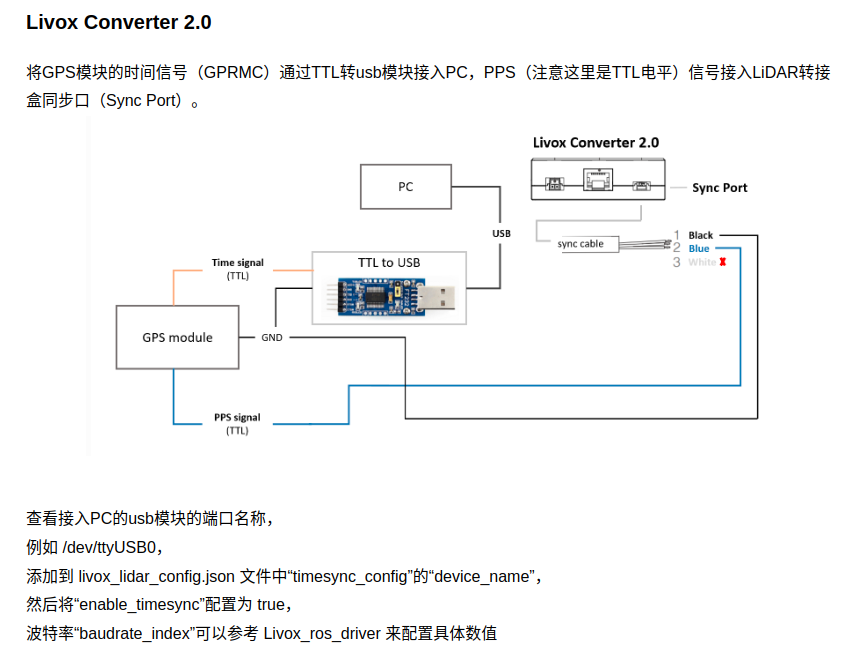 Livox Converter 2.0
将GPS模块的时间信号（GPRMC）通过TTL转usb模块接入PC，PPS（注意这里是TTL电平）信号接入LiDAR转接
盒同步口（Sync Port）。
Livox Converter 2.0
PC
Sync Port
USB
sync cable
1 Black
2 Blue
3 White
Time signal
(TTL)
TTL to USB
GPS module
GND
PPS signal
(TTL)
查看接入PC的usb模块的端口名称，
例如 /dev/ttyUSB0，
添加到 livox_lidar_config.json 文件中“timesync_config”的“device_name”，
然后将“enable_timesync”配置为 true，
波特率“baudrate_index”可以参考 Livox_ros_driver 来配置具体数值